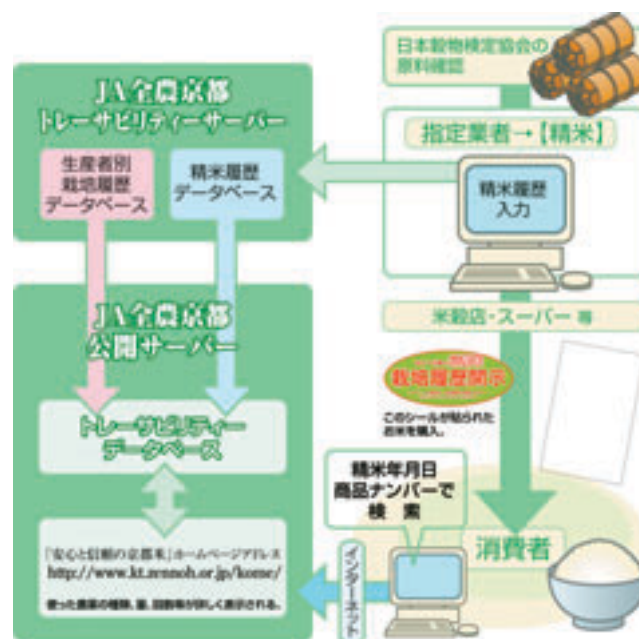 JA全農京都
トレーサビリティーサーバー
生産者別
栽培履歴
データベース
精米履歴
データベース
日本穀物検定協会の
原料確認
指定業者→【精米】
精米履歴
入力
JA全農京都
公開サーバー
トレーサビリティー
データベース
「安心と信頼の京都米」ホームページアドレス
http://www.kt.zennoh.or.jp/kome/
使った農薬の種類、量、回数等が詳しく表示される。
米穀店・スーパー 等
栽培履歴開示
このシールが貼られた
お米を購入。
精米年月日
商品ナンバーで
検 索
インターネット
消費者